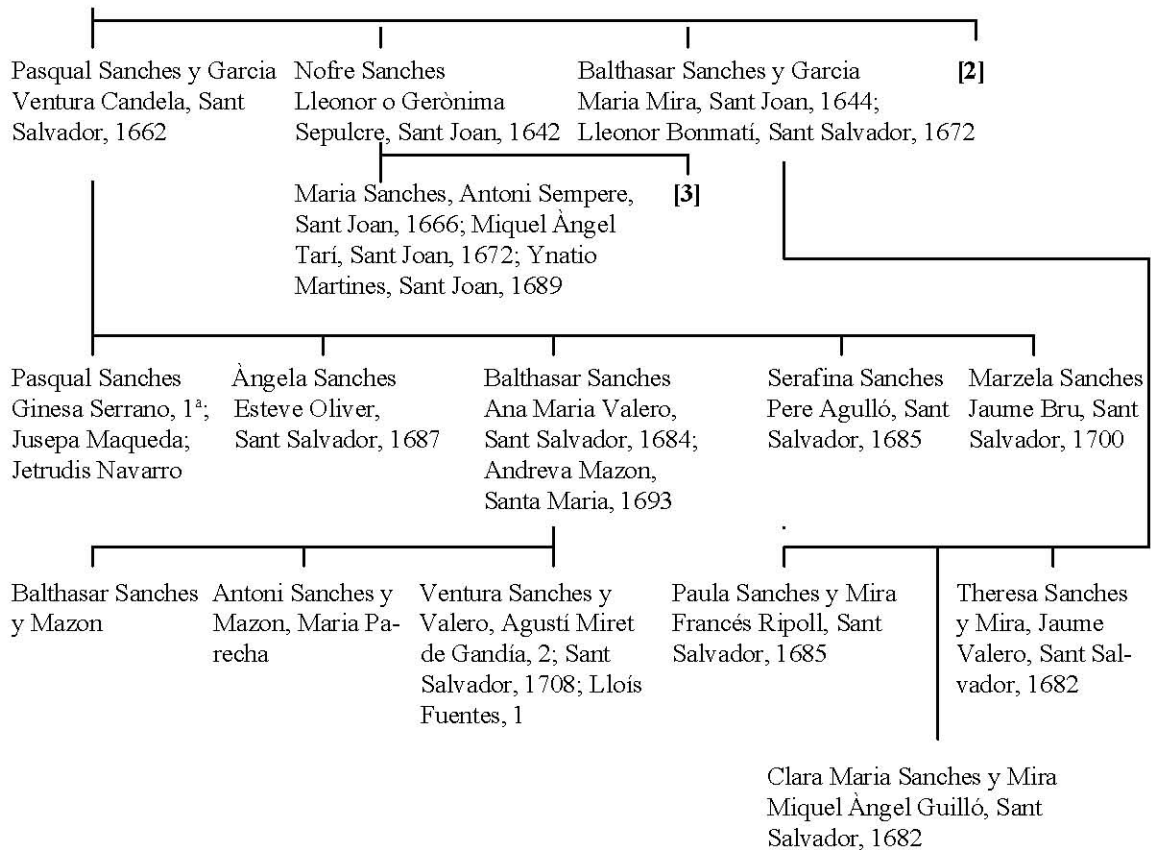 Pasqual Sanches y Garcia
Ventura Candela, Sant
Salvador, 1662
Nofre Sanches
Lleonor o Gerònima
Sepulcre, Sant Joan, 1642
Balthasar Sanches y Garcia
Maria Mira, Sant Joan, 1644;
Lleonor Bonmatí, Sant Salvador, 1672
[2]
Maria Sanches, Antoni Sempere,
Sant Joan, 1666; Miquel Àngel
Tarí, Sant Joan, 1672; Ynatio
Martines, Sant Joan, 1689
[3]
Pasqual Sanches
Ginesa Serrano, 1ª;
Jusepa Maqueda;
Jetrudis Navarro
Àngela Sanches
Esteve Oliver,
Sant Salvador, 1687
Balthasar Sanches
Ana Maria Valero,
Sant Salvador, 1684;
Andreva Mazon,
Santa Maria, 1693
Serafina Sanches
Pere Agulló, Sant
Salvador, 1685
Marzela Sanches
Jaume Bru, Sant
Salvador, 1700
Balthasar Sanches
y Mazon
Antoni Sanches y
Mazon, Maria Pa-
recha
Ventura Sanches y
Valero, Agustí Miret
de Gandía, 2; Sant
Salvador, 1708; Lloís
Fuentes, 1
Paula Sanches y Mira
Francés Ripoll, Sant
Salvador, 1685
Theresa Sanches
y Mira, Jaume
Valero, Sant Sal-
vador, 1682
Clara Maria Sanches y Mira
Miquel Àngel Guilló, Sant
Salvador, 1682